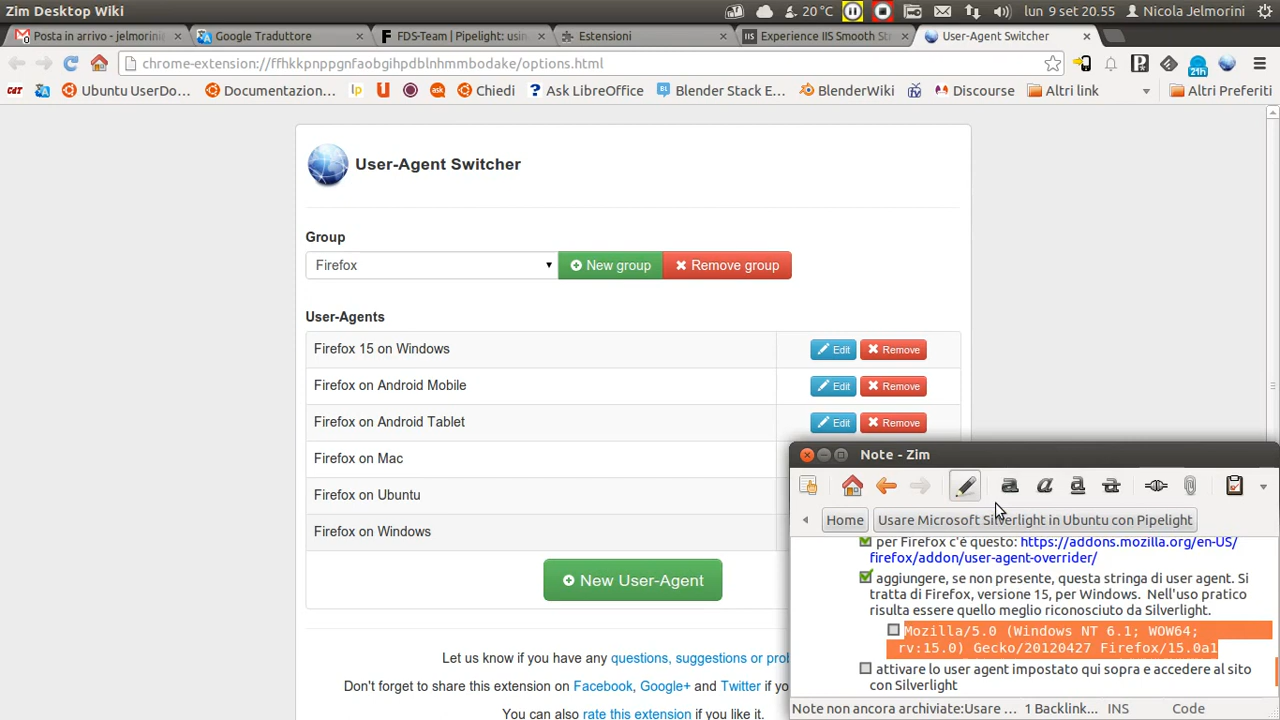 Zim Desktop Wiki
20 °C
lun 9 set 20.55
Nicola Jelmorini
Posta in arrivo - jelmorini
Google Traduttore
FDS-Team | Pipelight: usin
Estensioni
Experience IIS Smooth St
User-Agent Switcher
chrome-extension://ffhkkpnppgnfaobgihpdblnmmmbodake/options.html
21h
CAT
Ubuntu UserDo...
Documentazion...
lp
U
ask
Chiedi
? Ask LibreOffice
Blender Stack E...
BlenderWiki
Discourse
Altri link
Altri Preferiti
User-Agent Switcher
Group
Firefox
New group
Remove group
User-Agents
Firefox 15 on Windows
Edit
Remove
Firefox on Android Mobile
Edit
Remove
Firefox on Android Tablet
Edit
Remove
Firefox on Mac
Firefox on Ubuntu
Firefox on Windows
New User-Agent
Let us know if you have any questions, suggestions or prob
Don't forget to share this extension on Facebook, Google+ and Twitter if yo
You can also rate this extension if you like it.
Note - Zim
Home
Usare Microsoft Silverlight in Ubuntu con Pipelight
per Firefox c'è questo: https://addons.mozilla.org/en-US/
firefox/addon/user-agent-overrider/
aggiungere, se non presente, questa stringa di user agent. Si
tratta di Firefox, versione 15, per Windows. Nell'uso pratico
risulta essere quello meglio riconosciuto da Silverlight.
Mozilla/5.0 (Windows NT 6.1; WOW64;
rv:15.0) Gecko/20120427 Firefox/15.0a1
attivare lo user agent impostato qui sopra e accedere al sito
con Silverlight
Note non ancora archiviate:Usare ...
1 Backlink...
INS
Code